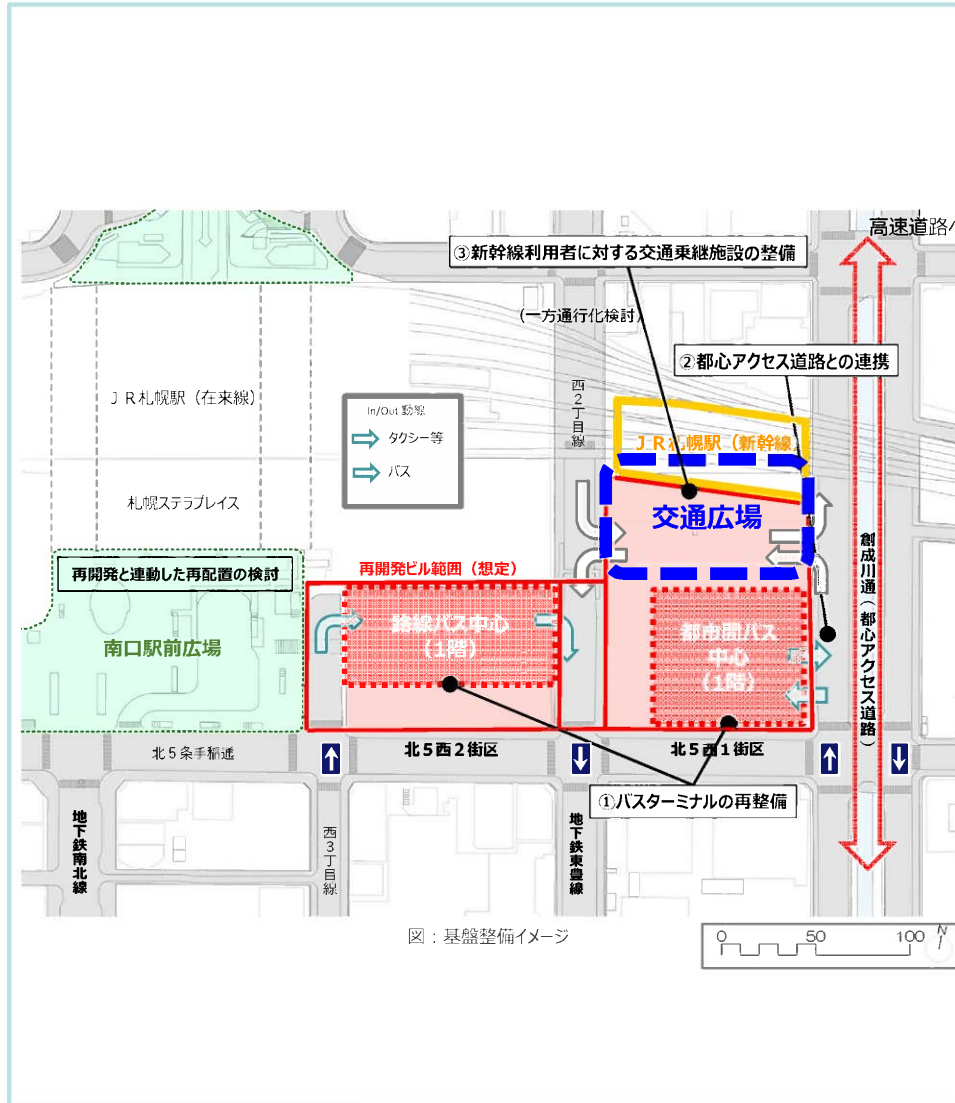 高速道路へ
③新幹線利用者に対する交通乗継施設の整備
(一方通行化検討)
②都心アクセス道路との連携
JR札幌駅(在来線)
In/Out 動線
タクシー等
バス
西2丁目線
JR札幌駅(新幹線)
札幌ステラプレイス
交通広場
再開発と連動した再配置の検討
再開発ビル範囲(想定)
創成川通(都心アクセス道路)
南口駅前広場
路線バス中心
(1階)
都市間バス
中心
(1階)
北5条手稲通
北5西2街区
北5西1街区
①バスターミナルの再整備
地下鉄南北線
西3丁目線
地下鉄東豊線
図:基盤整備イメージ
0 50 100
N